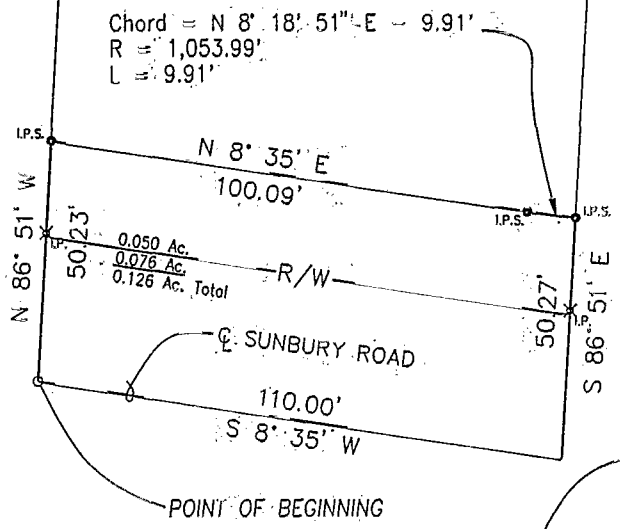 Chord = N 8° 18' 51" E - 9.91'
R = 1,053.99'
L = 9.91'
I.P.S.
N 8° 35' E
100.09'
I.P.S.
I.P.S.
N 86° 51' W
50.23'
I.P.
0.050 Ac.
0.076 Ac.
0.126 Ac. Total
R/W
50.27'
I.P.
S 86° 51' E
℄ SUNBURY ROAD
110.00'
S 8° 35' W
POINT OF BEGINNING